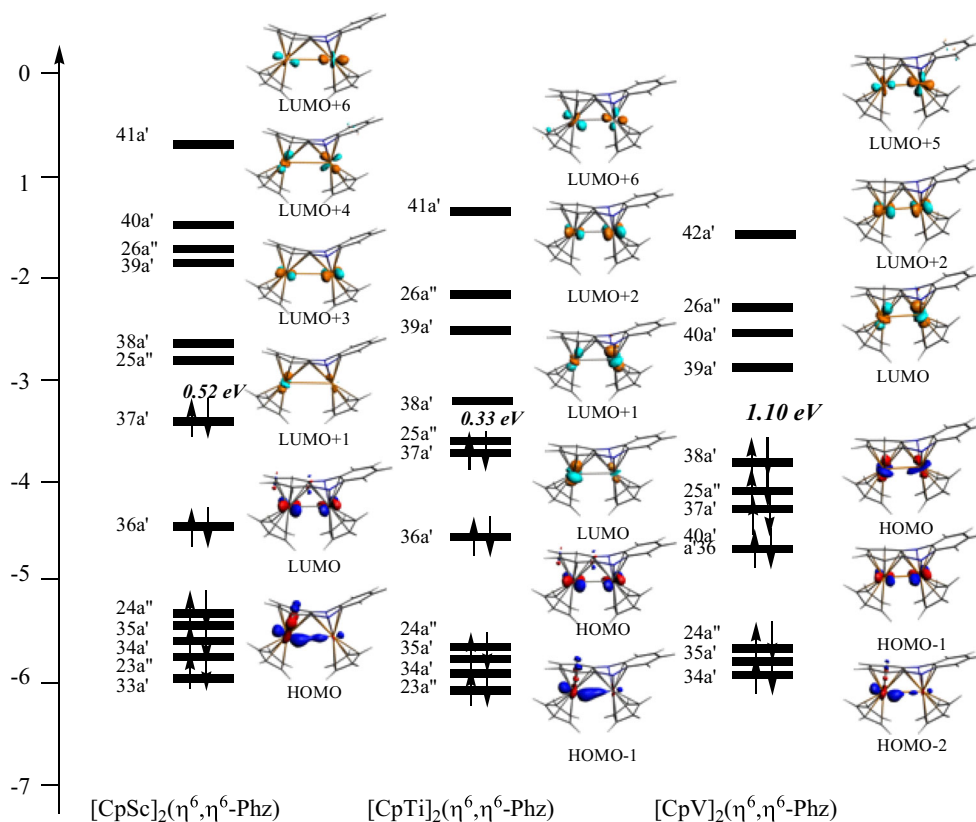 0
1
-2
-3
-4
-5
-6
-7
41a'
40a'
26a"
39a'
38a'
25a"
0.52 eV
37a'
36a'
24a"
35a'
34a'
23a"
33a'
LUMO+6
LUMO+4
LUMO+3
LUMO+1
LUMO
HOMO
41a'
26a"
39a'
38a'
0.33 eV
25a"
37a'
36a'
24a"
35a'
34a'
23a"
LUMO+6
LUMO+2
LUMO+1
LUMO
HOMO
HOMO-1
42a'
26a"
40a'
39a'
1.10 eV
38a'
25a"
37a'
40a'
a'36
24a"
35a'
34a'
LUMO+5
LUMO+2
LUMO
HOMO
HOMO-1
HOMO-2
[CpSc]₂(η⁶,η⁶-Phz) [CpTi]₂(η⁶,η⁶-Phz) [CpV]₂(η⁶,η⁶-Phz)